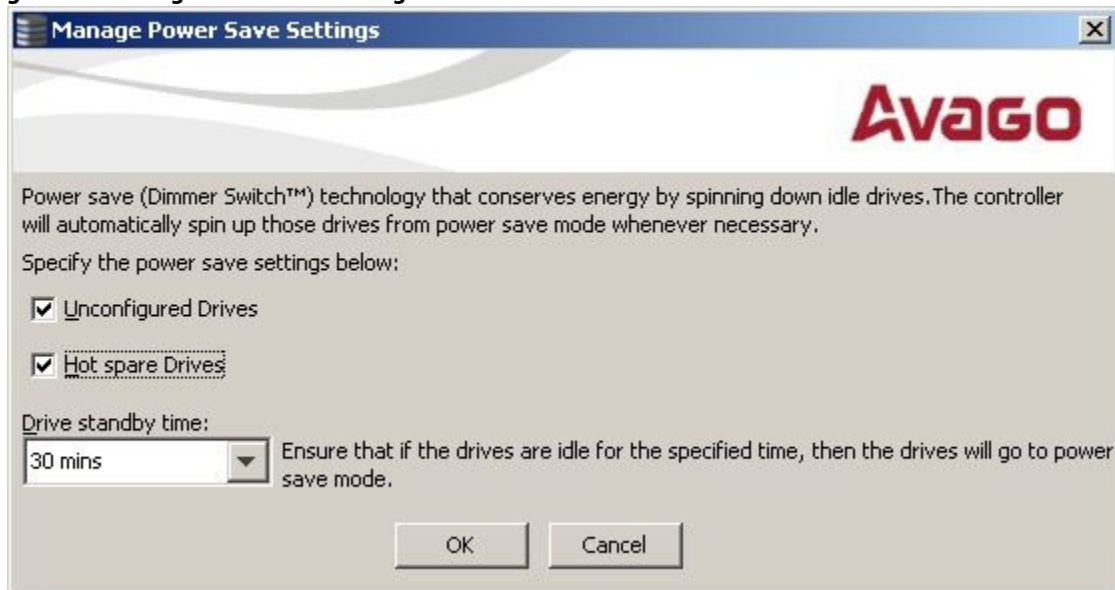 Manage Power Save Settings
Avago
Power save (Dimmer Switch™) technology that conserves energy by spinning down idle drives.The controller
will automatically spin up those drives from power save mode whenever necessary.
Specify the power save settings below:
Unconfigured Drives
Hot spare Drives
Drive standby time:
30 mins
Ensure that if the drives are idle for the specified time, then the drives will go to power
save mode.
OK
Cancel